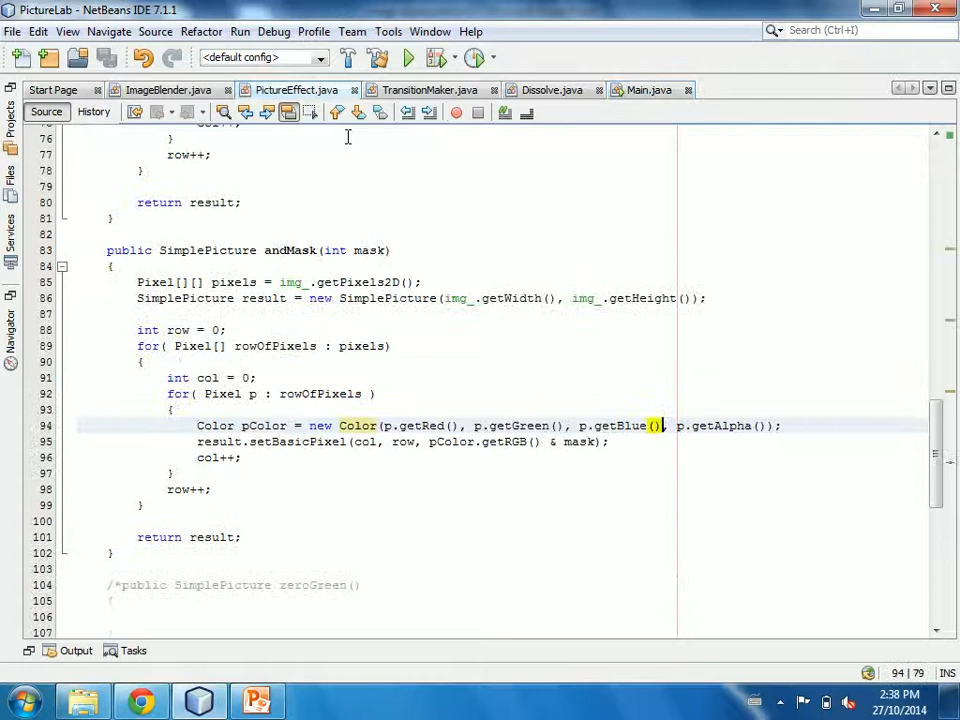 PictureLab - NetBeans IDE 7.1.1
File Edit View Navigate Source Refactor Run Debug Profile Team Tools Window Help
Search (Ctrl+I)
<default config>
Start Page ImageBlender.java PictureEffect.java TransitionMaker.java Dissolve.java Main.java
Source History
Projects
Files
Services
Navigator
76 }
77 row++;
78 }
79
80 return result;
81 }
82
83 public SimplePicture andMask(int mask)
84 {
85 Pixel[][] pixels = img_.getPixels2D();
86 SimplePicture result = new SimplePicture(img_.getWidth(), img_.getHeight());
87
88 int row = 0;
89 for( Pixel[] rowOfPixels : pixels)
90 {
91 int col = 0;
92 for( Pixel p : rowOfPixels )
93 {
94 Color pColor = new Color(p.getRed(), p.getGreen(), p.getBlue(), p.getAlpha());
95 result.setBasicPixel(col, row, pColor.getRGB() & mask);
96 col++;
97 }
98 row++;
99 }
100
101 return result;
102 }
103
104 /*public SimplePicture zeroGreen()
105 {
106
107
Output Tasks
94 | 79 INS
2:38 PM
27/10/2014